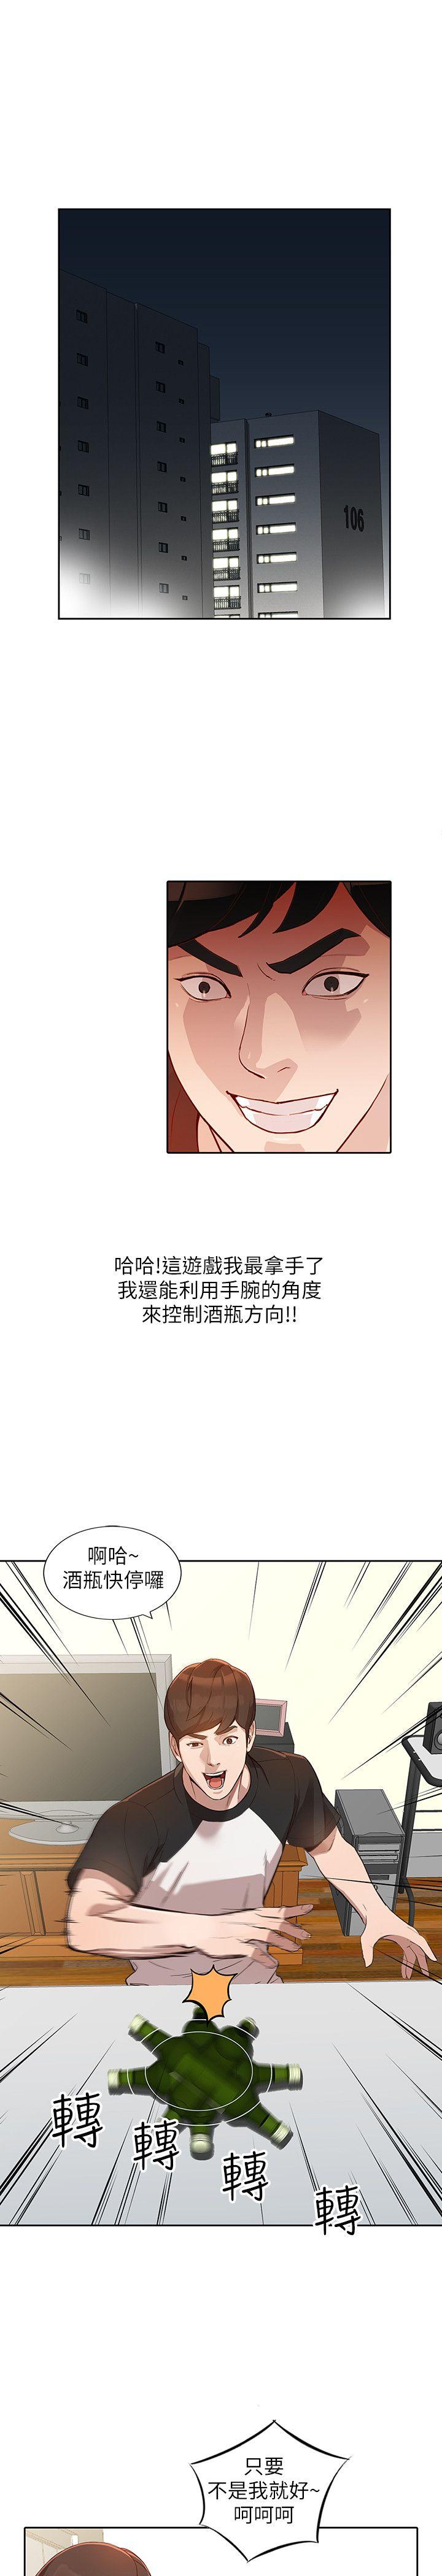 106
哈哈!這遊戲我最拿手了
我還能利用手腕的角度
來控制酒瓶方向!!
啊哈~
酒瓶快停囉
轉
轉
轉
轉
只要
不是我就好~
呵呵呵